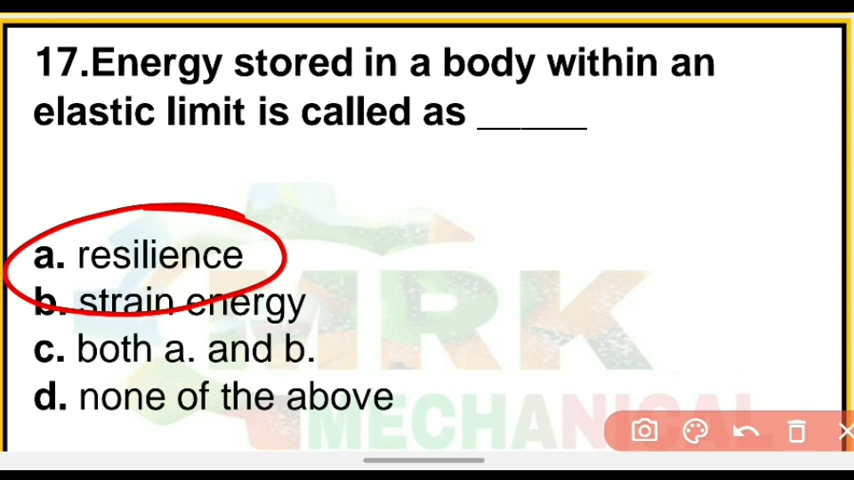 17.Energy stored in a body within an
elastic limit is called as ______
a. resilience
b. strain energy
c. both a. and b.
d. none of the above
MRK
MECHANICAL